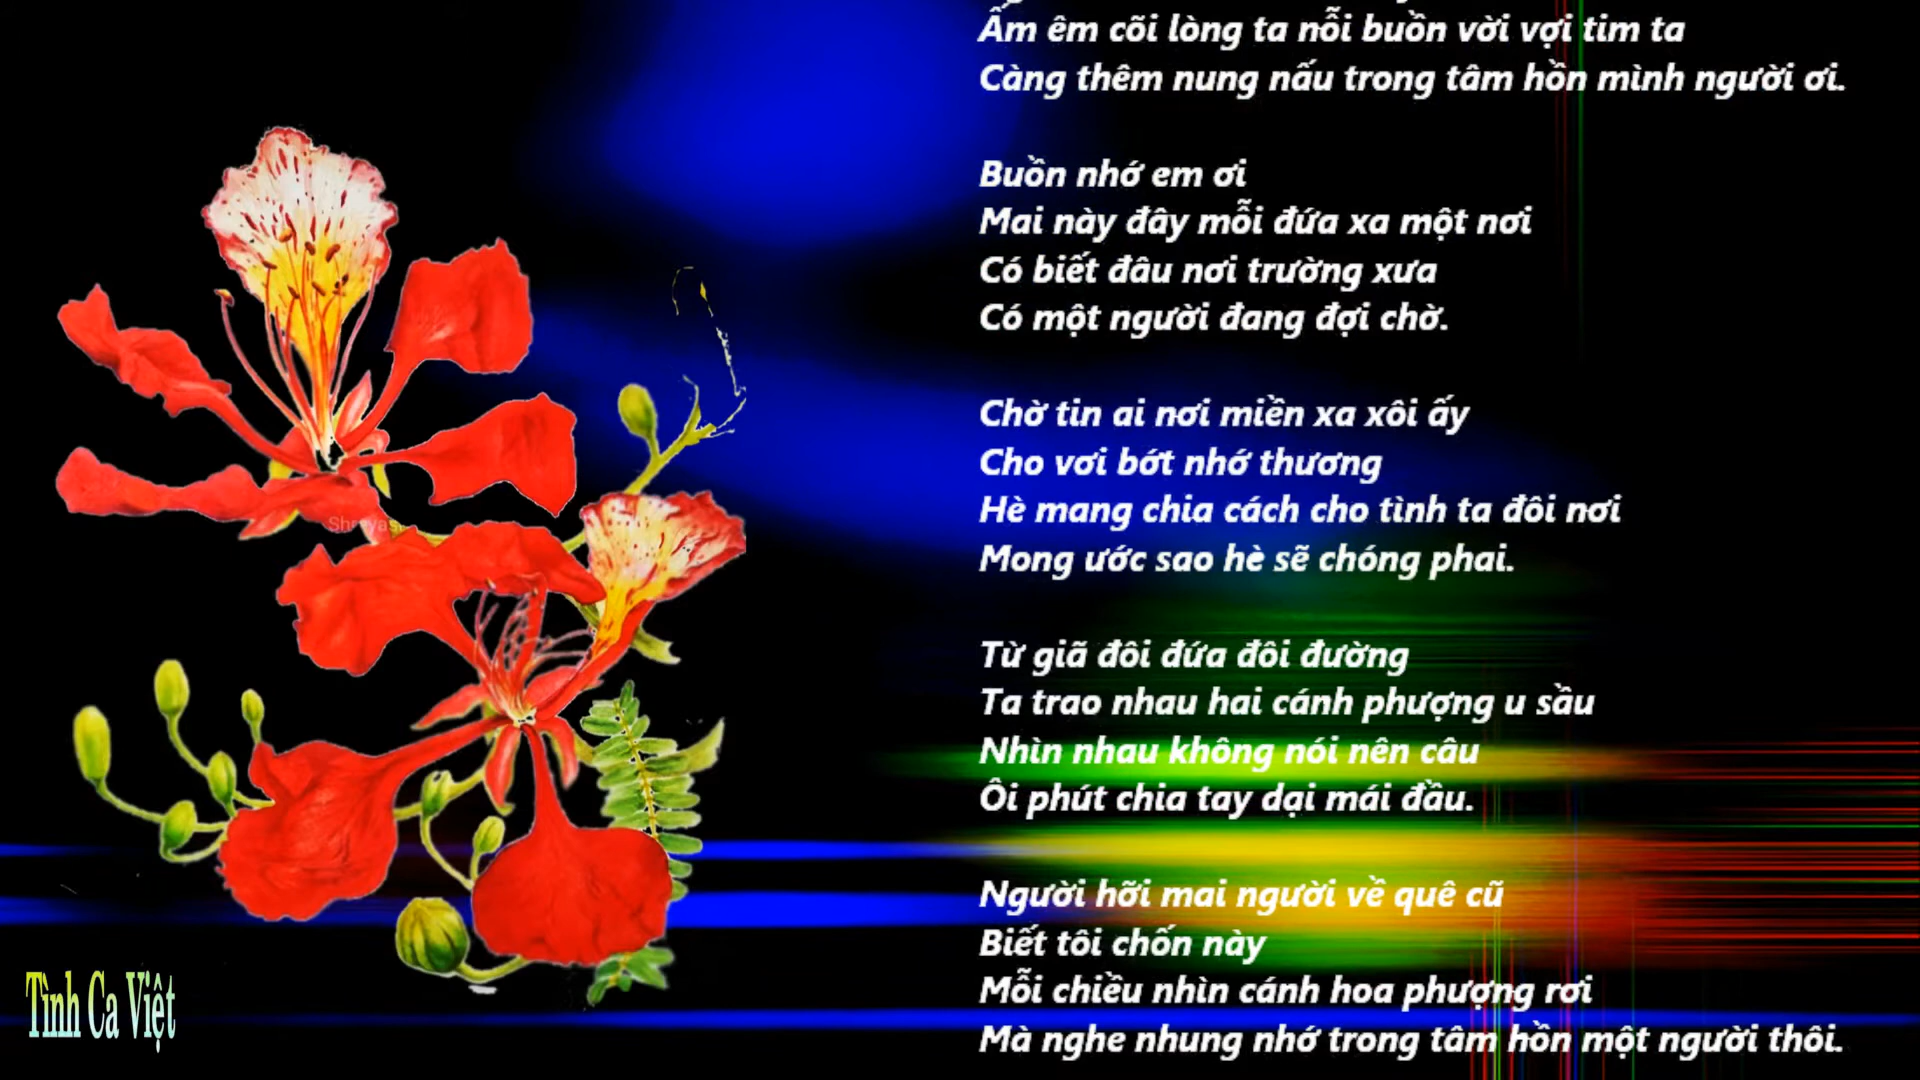 Ấm êm cõi lòng ta nỗi buồn vời vợi tim ta
Càng thêm nung nấu trong tâm hồn mình người ơi.
Buồn nhớ em ơi
Mai này đây mỗi đứa xa một nơi
Có biết đâu nơi trường xưa
Có một người đang đợi chờ.
Chờ tin ai nơi miền xa xôi ấy
Cho vơi bớt nhớ thương
Hè mang chia cách cho tình ta đôi nơi
Mong ước sao hè sẽ chóng phai.
Từ giã đôi đứa đôi đường
Ta trao nhau hai cánh phượng u sầu
Nhìn nhau không nói nên câu
Ôi phút chia tay dại mái đầu.
Người hỡi mai người về quê cũ
Biết tôi chốn này
Mỗi chiều nhìn cánh hoa phượng rơi
Mà nghe nhung nhớ trong tâm hồn một người thôi.
Tình Ca Việt